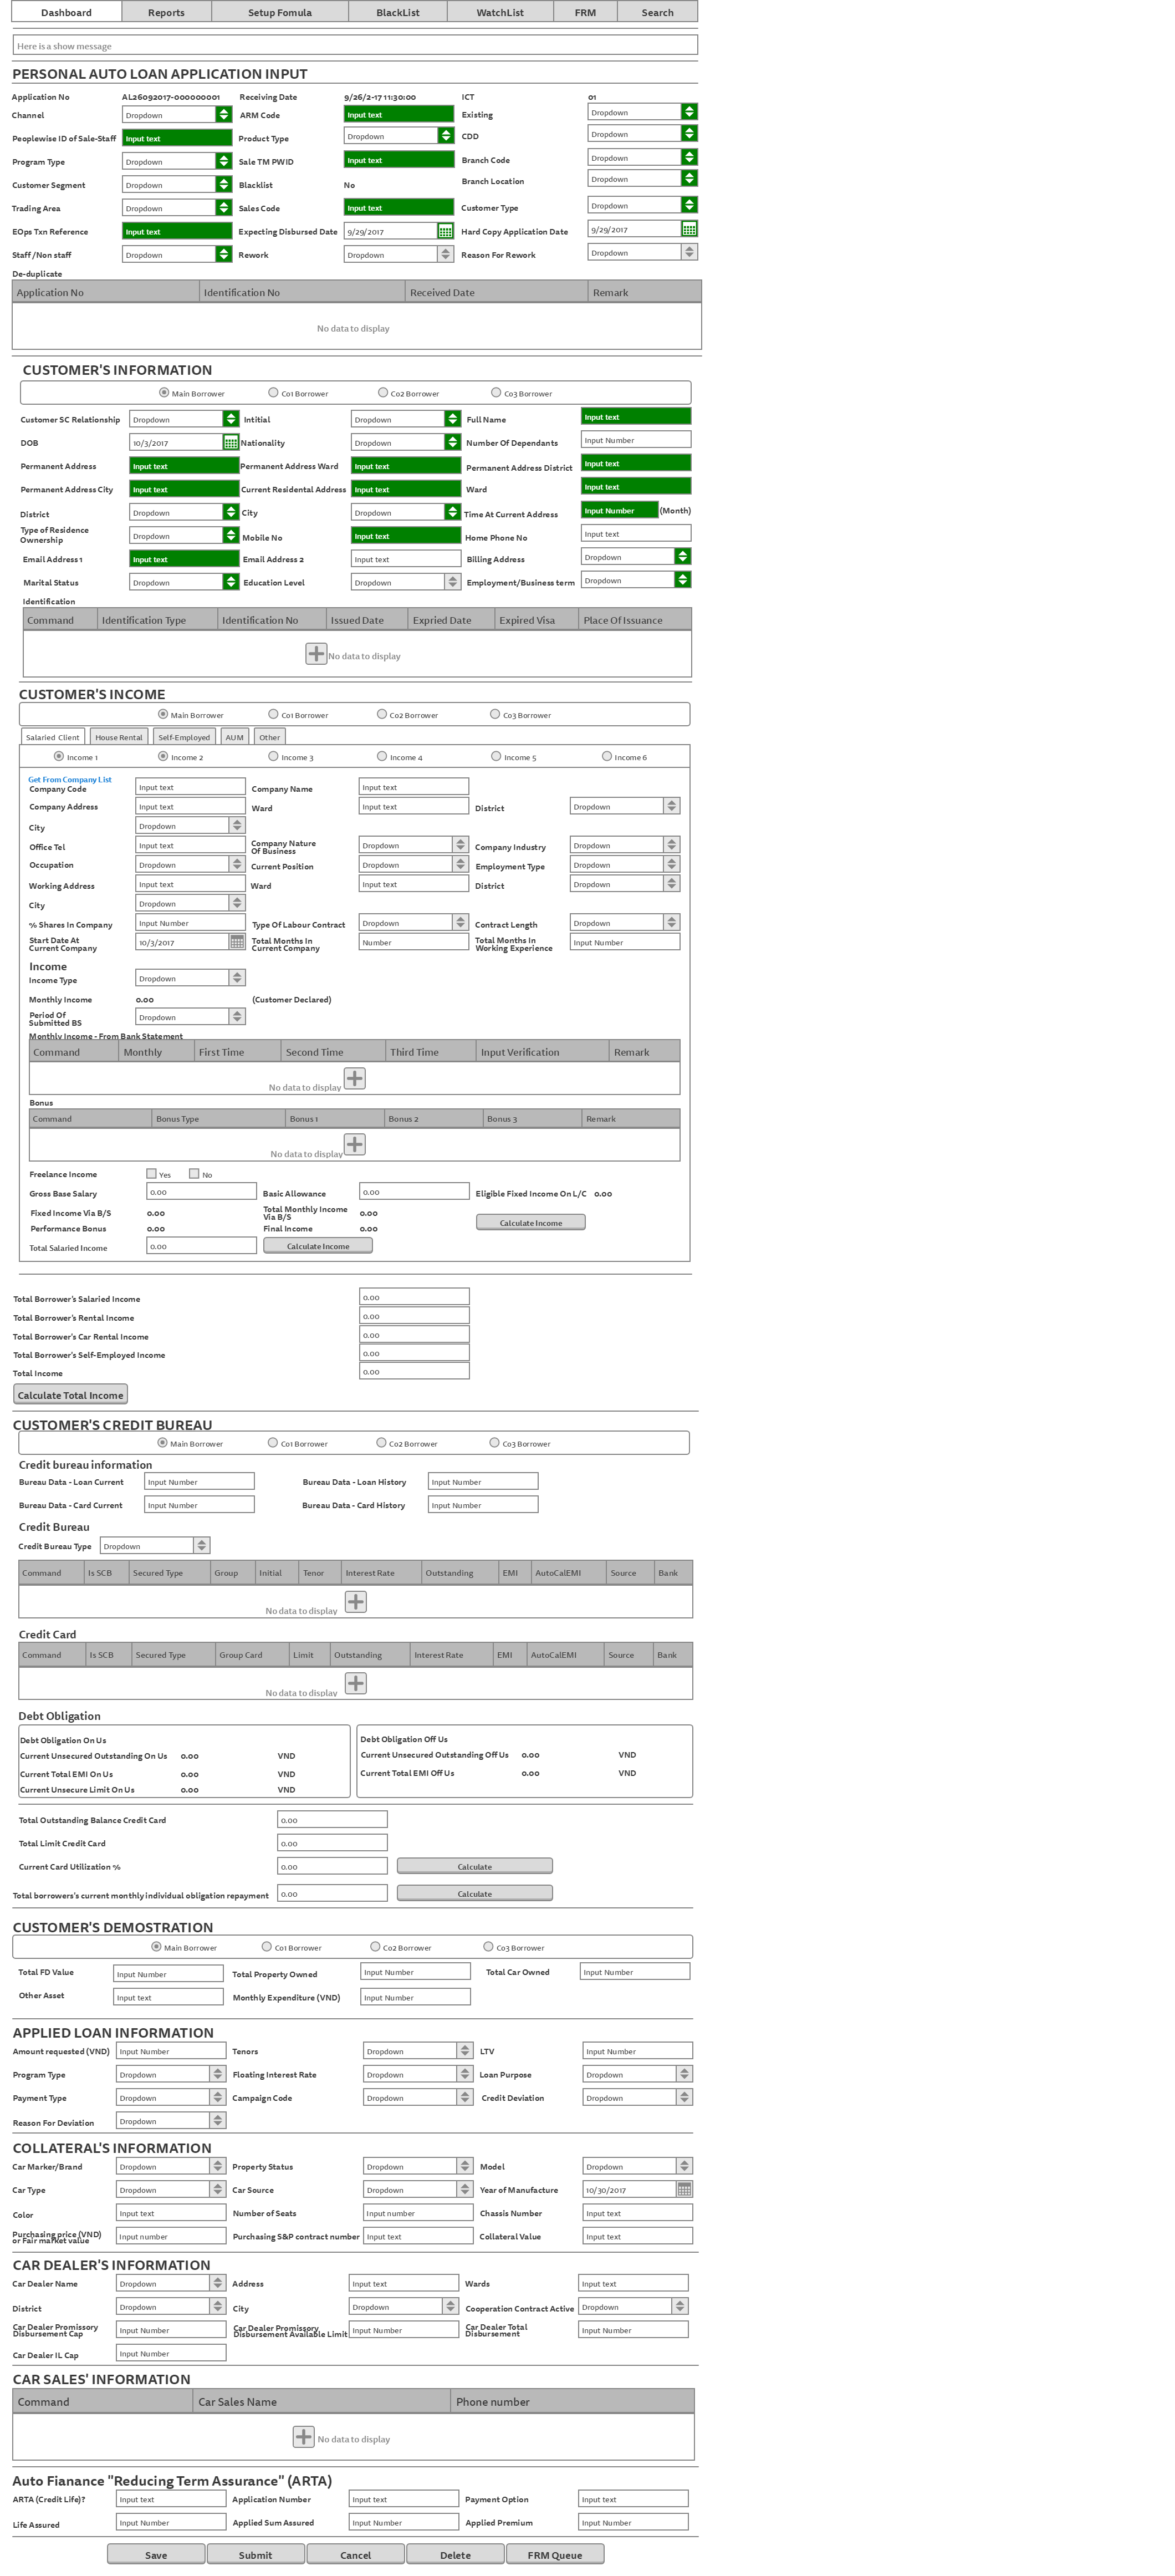 Dashboard Reports Setup Fomula BlackList WatchList FRM Search
Here is a show message
PERSONAL AUTO LOAN APPLICATION INPUT
Application No AL26092017-000000001 Receiving Date 9/26/2-17 11:30:00 ICT 01
Channel Dropdown ARM Code Input text Existing Dropdown
Peoplewise ID of Sale-Staff Input text Product Type Dropdown CDD Dropdown
Program Type Dropdown Sale TM PWID Input text Branch Code Dropdown
Customer Segment Dropdown Blacklist No Branch Location Dropdown
Trading Area Dropdown Sales Code Input text Customer Type Dropdown
EOps Txn Reference Input text Expecting Disbursed Date 9/29/2017 Hard Copy Application Date 9/29/2017
Staff /Non staff Dropdown Rework Dropdown Reason For Rework Dropdown
De-duplicate
Application No Identification No Received Date Remark
No data to display
CUSTOMER'S INFORMATION
Main Borrower Co1 Borrower Co2 Borrower Co3 Borrower
Customer SC Relationship Dropdown Intitial Dropdown Full Name Input text
DOB 10/3/2017 Nationality Dropdown Number Of Dependants Input Number
Permanent Address Input text Permanent Address Ward Input text Permanent Address District Input text
Permanent Address City Input text Current Residental Address Input text Ward Input text
District Dropdown City Dropdown Time At Current Address Input Number (Month)
Type of Residence
Ownership Dropdown Mobile No Input text Home Phone No Input text
Email Address 1 Input text Email Address 2 Input text Billing Address Dropdown
Marital Status Dropdown Education Level Dropdown Employment/Business term Dropdown
Identification
Command Identification Type Identification No Issued Date Expried Date Expired Visa Place Of Issuance
No data to display
CUSTOMER'S INCOME
Main Borrower Co1 Borrower Co2 Borrower Co3 Borrower
Salaried Client House Rental Self-Employed AUM Other
Income 1 Income 2 Income 3 Income 4 Income 5 Income 6
Get From Company List
Company Code Input text Company Name Input text
Company Address Input text Ward Input text District Dropdown
City Dropdown
Office Tel Input text Company Nature
Of Business Dropdown Company Industry Dropdown
Occupation Dropdown Current Position Dropdown Employment Type Dropdown
Working Address Input text Ward Input text District Dropdown
City Dropdown
% Shares In Company Input Number Type Of Labour Contract Dropdown Contract Length Dropdown
Start Date At
Current Company 10/3/2017 Total Months In
Current Company Number Total Months In
Working Experience Input Number
Income
Income Type Dropdown
Monthly Income 0.00 (Customer Declared)
Period Of
Submitted BS Dropdown
Monthly Income - From Bank Statement
Command Monthly First Time Second Time Third Time Input Verification Remark
No data to display
Bonus
Command Bonus Type Bonus 1 Bonus 2 Bonus 3 Remark
No data to display
Freelance Income Yes No
Gross Base Salary 0.00 Basic Allowance 0.00 Eligible Fixed Income On L/C 0.00
Fixed Income Via B/S 0.00 Total Monthly Income
Via B/S 0.00 Calculate Income
Performance Bonus 0.00 Final Income 0.00
Total Salaried Income 0.00 Calculate Income
Total Borrower's Salaried Income 0.00
Total Borrower's Rental Income 0.00
Total Borrower's Car Rental Income 0.00
Total Borrower's Self-Employed Income 0.00
Total Income 0.00
Calculate Total Income
CUSTOMER'S CREDIT BUREAU
Main Borrower Co1 Borrower Co2 Borrower Co3 Borrower
Credit bureau information
Bureau Data - Loan Current Input Number Bureau Data - Loan History Input Number
Bureau Data - Card Current Input Number Bureau Data - Card History Input Number
Credit Bureau
Credit Bureau Type Dropdown
Command Is SCB Secured Type Group Initial Tenor Interest Rate Outstanding EMI AutoCalEMI Source Bank
No data to display
Credit Card
Command Is SCB Secured Type Group Card Limit Outstanding Interest Rate EMI AutoCalEMI Source Bank
No data to display
Debt Obligation
Debt Obligation On Us Debt Obligation Off Us
Current Unsecured Outstanding On Us 0.00 VND Current Unsecured Outstanding Off Us 0.00 VND
Current Total EMI On Us 0.00 VND Current Total EMI Off Us 0.00 VND
Current Unsecure Limit On Us 0.00 VND
Total Outstanding Balance Credit Card 0.00
Total Limit Credit Card 0.00
Current Card Utilization % 0.00 Calculate
Total borrowers's current monthly individual obligation repayment 0.00 Calculate
CUSTOMER'S DEMOSTRATION
Main Borrower Co1 Borrower Co2 Borrower Co3 Borrower
Total FD Value Input Number Total Property Owned Input Number Total Car Owned Input Number
Other Asset Input text Monthly Expenditure (VND) Input Number
APPLIED LOAN INFORMATION
Amount requested (VND) Input Number Tenors Dropdown LTV Input Number
Program Type Dropdown Floating Interest Rate Dropdown Loan Purpose Dropdown
Payment Type Dropdown Campaign Code Dropdown Credit Deviation Dropdown
Reason For Deviation Dropdown
COLLATERAL'S INFORMATION
Car Marker/Brand Dropdown Property Status Dropdown Model Dropdown
Car Type Dropdown Car Source Dropdown Year of Manufacture 10/30/2017
Color Input text Number of Seats Input number Chassis Number Input text
Purchasing price (VND)
or Fair market value Input number Purchasing S&P contract number Input text Collateral Value Input text
CAR DEALER'S INFORMATION
Car Dealer Name Dropdown Address Input text Wards Input text
District Dropdown City Dropdown Cooperation Contract Active Dropdown
Car Dealer Promissory
Disbursement Cap Input Number Car Dealer Promissory
Disbursement Available Limit Input Number Car Dealer Total
Disbursement Input Number
Car Dealer IL Cap Input Number
CAR SALES' INFORMATION
Command Car Sales Name Phone number
No data to display
Auto Fianance "Reducing Term Assurance" (ARTA)
ARTA (Credit Life)? Input text Application Number Input text Payment Option Input text
Life Assured Input Number Applied Sum Assured Input Number Applied Premium Input Number
Save Submit Cancel Delete FRM Queue